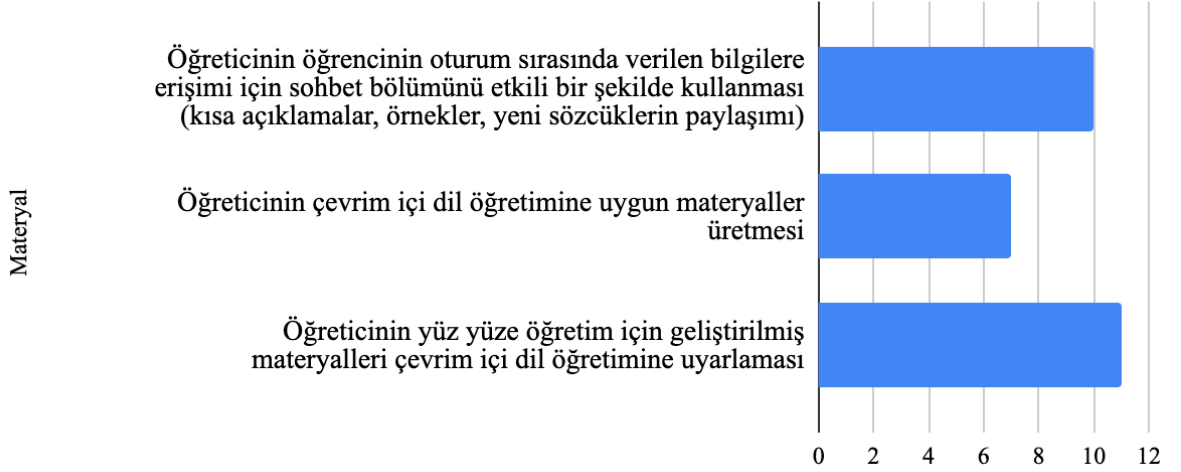 Öğreticinin öğrencinin oturum sırasında verilen bilgilere
erişimi için sohbet bölümünü etkili bir şekilde kullanması
(kısa açıklamalar, örnekler, yeni sözcüklerin paylaşımı)
Öğreticinin çevrim içi dil öğretimine uygun materyaller
üretmesi
Materyal
Öğreticinin yüz yüze öğretim için geliştirilmiş
materyalleri çevrim içi dil öğretimine uyarlaması
0 2 4 6 8 10 12